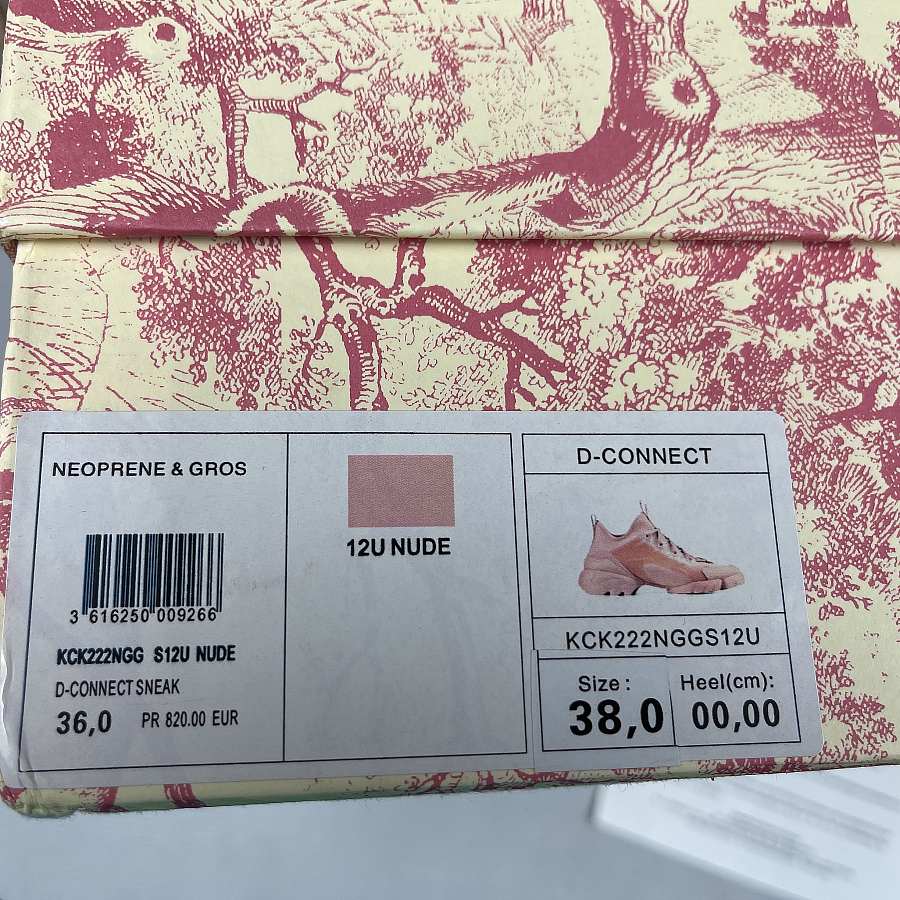 NEOPRENE & GROS
3 616250 009266
KCK222NGG S12U NUDE
D-CONNECT SNEAK
36,0 PR 820.00 EUR
12U NUDE
D-CONNECT
KCK222NGGS12U
Size: Heel(cm):
38,0 00,00